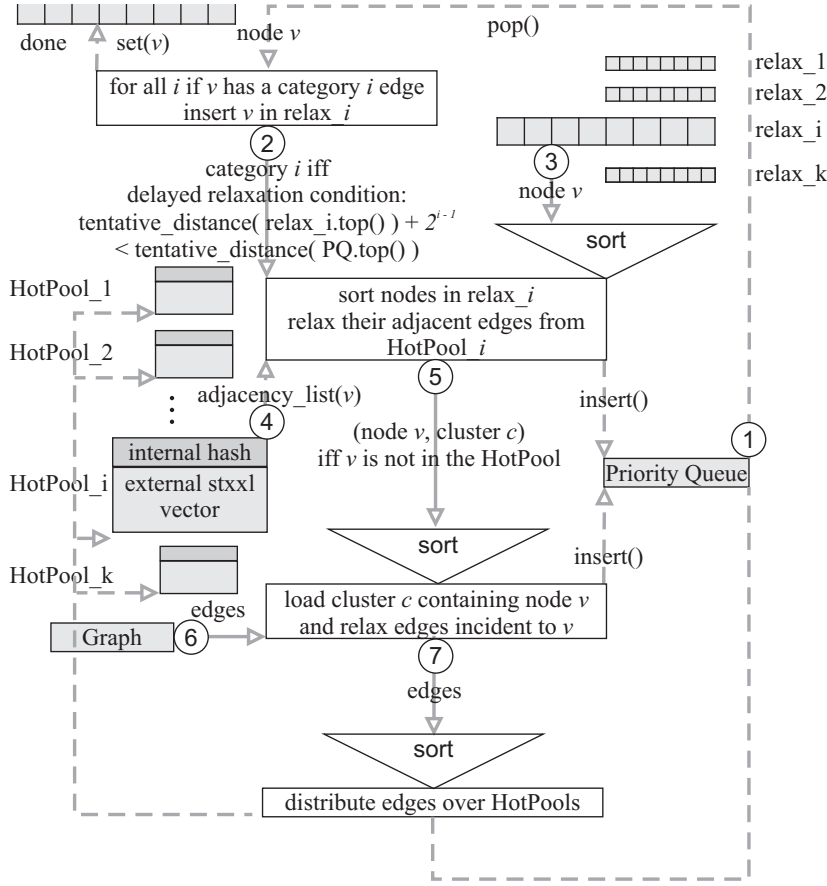 done
set(v)
node v
pop()
relax_1
relax_2
relax_i
relax_k
for all i if v has a category i edge
insert v in relax_i
2
3
node v
category i iff
delayed relaxation condition:
tentative_distance( relax_i.top() ) + 2^{i-1}
< tentative_distance( PQ.top() )
sort
HotPool_1
sort nodes in relax_i
relax their adjacent edges from
HotPool_i
HotPool_2
⋮
adjacency_list(v)
5
insert()
4
(node v, cluster c)
iff v is not in the HotPool
1
internal hash
HotPool_i
external stxxl
vector
Priority Queue
sort
insert()
HotPool_k
edges
load cluster c containing node v
and relax edges incident to v
Graph
6
7
edges
sort
distribute edges over HotPools